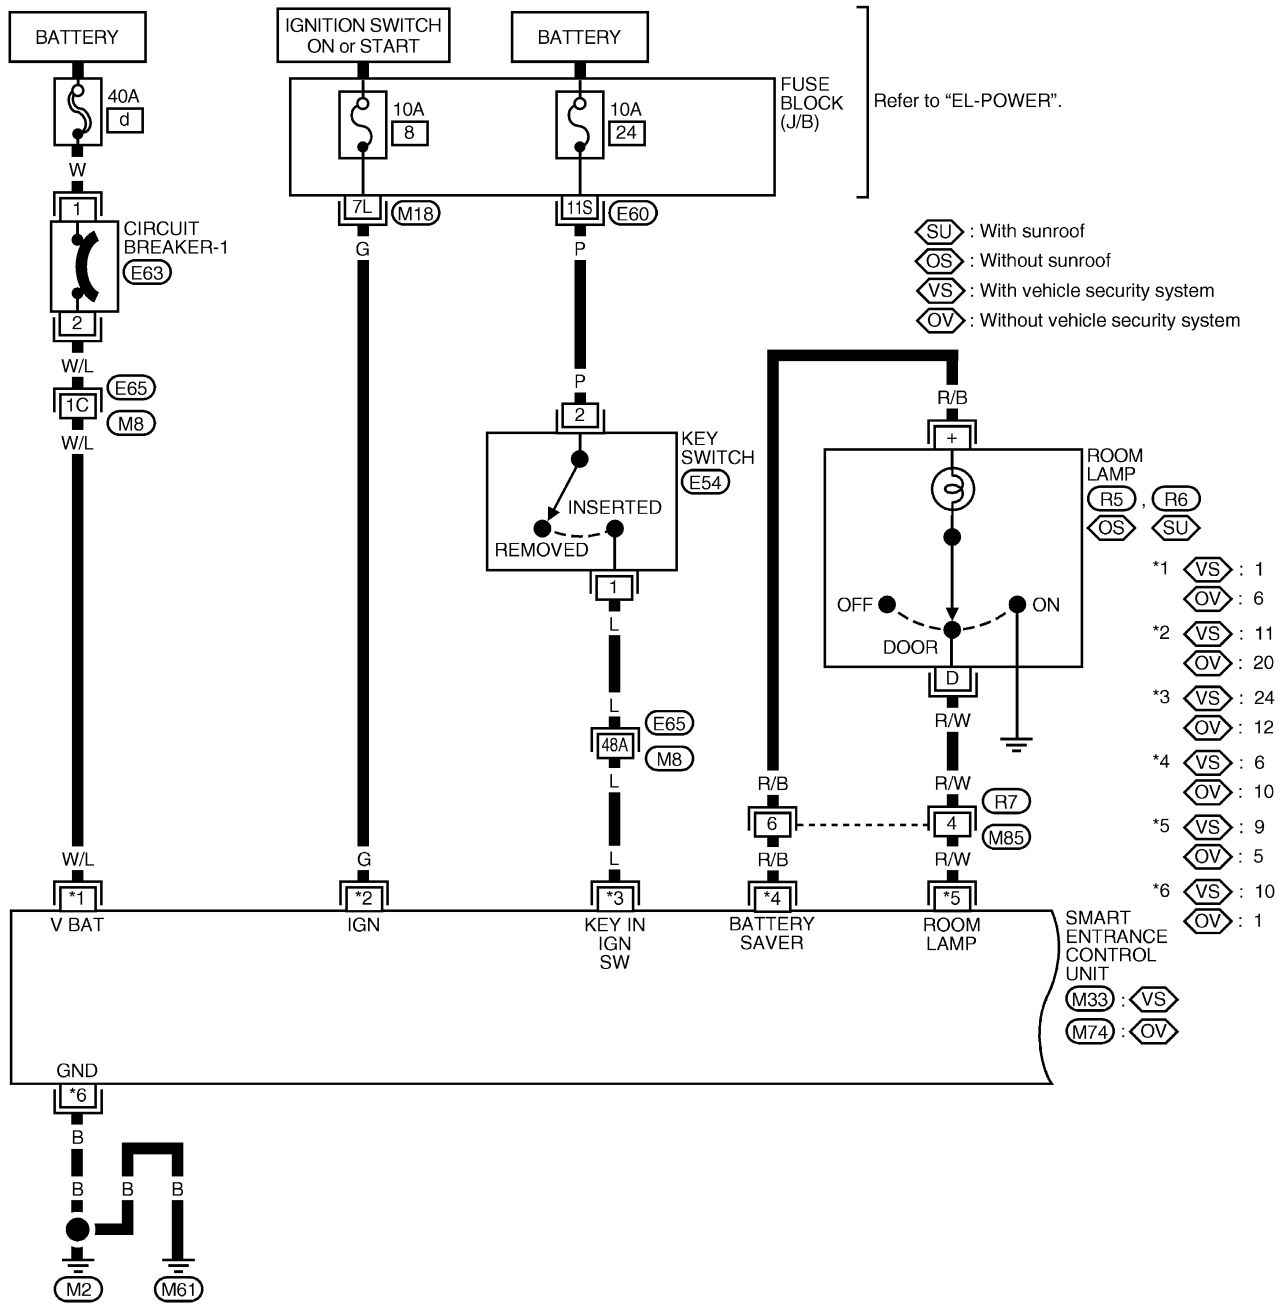 BATTERY
IGNITION SWITCH
ON or START
BATTERY
40A
d
10A
8
10A
24
FUSE
BLOCK
(J/B)
Refer to “EL-POWER”.
W
1
7L
M18
11S
E60
CIRCUIT
BREAKER-1
E63
G
P
SU : With sunroof
OS : Without sunroof
VS : With vehicle security system
OV : Without vehicle security system
2
W/L
E65
1C
M8
W/L
P
2
R/B
+
KEY
SWITCH
E54
INSERTED
REMOVED
1
ROOM
LAMP
R5 , R6
OS SU
OFF
ON
DOOR
D
*1 VS : 1
OV : 6
*2 VS : 11
OV : 20
*3 VS : 24
OV : 12
*4 VS : 6
OV : 10
*5 VS : 9
OV : 5
*6 VS : 10
OV : 1
L
L
E65
48A
M8
L
R/W
R/B
R/W
R7
6
4
M85
W/L
G
L
R/B
R/W
*1
*2
*3
*4
*5
V BAT
IGN
KEY IN
IGN
SW
BATTERY
SAVER
ROOM
LAMP
SMART
ENTRANCE
CONTROL
UNIT
M33 : VS
M74 : OV
GND
*6
B
B
B
B
M2
M61